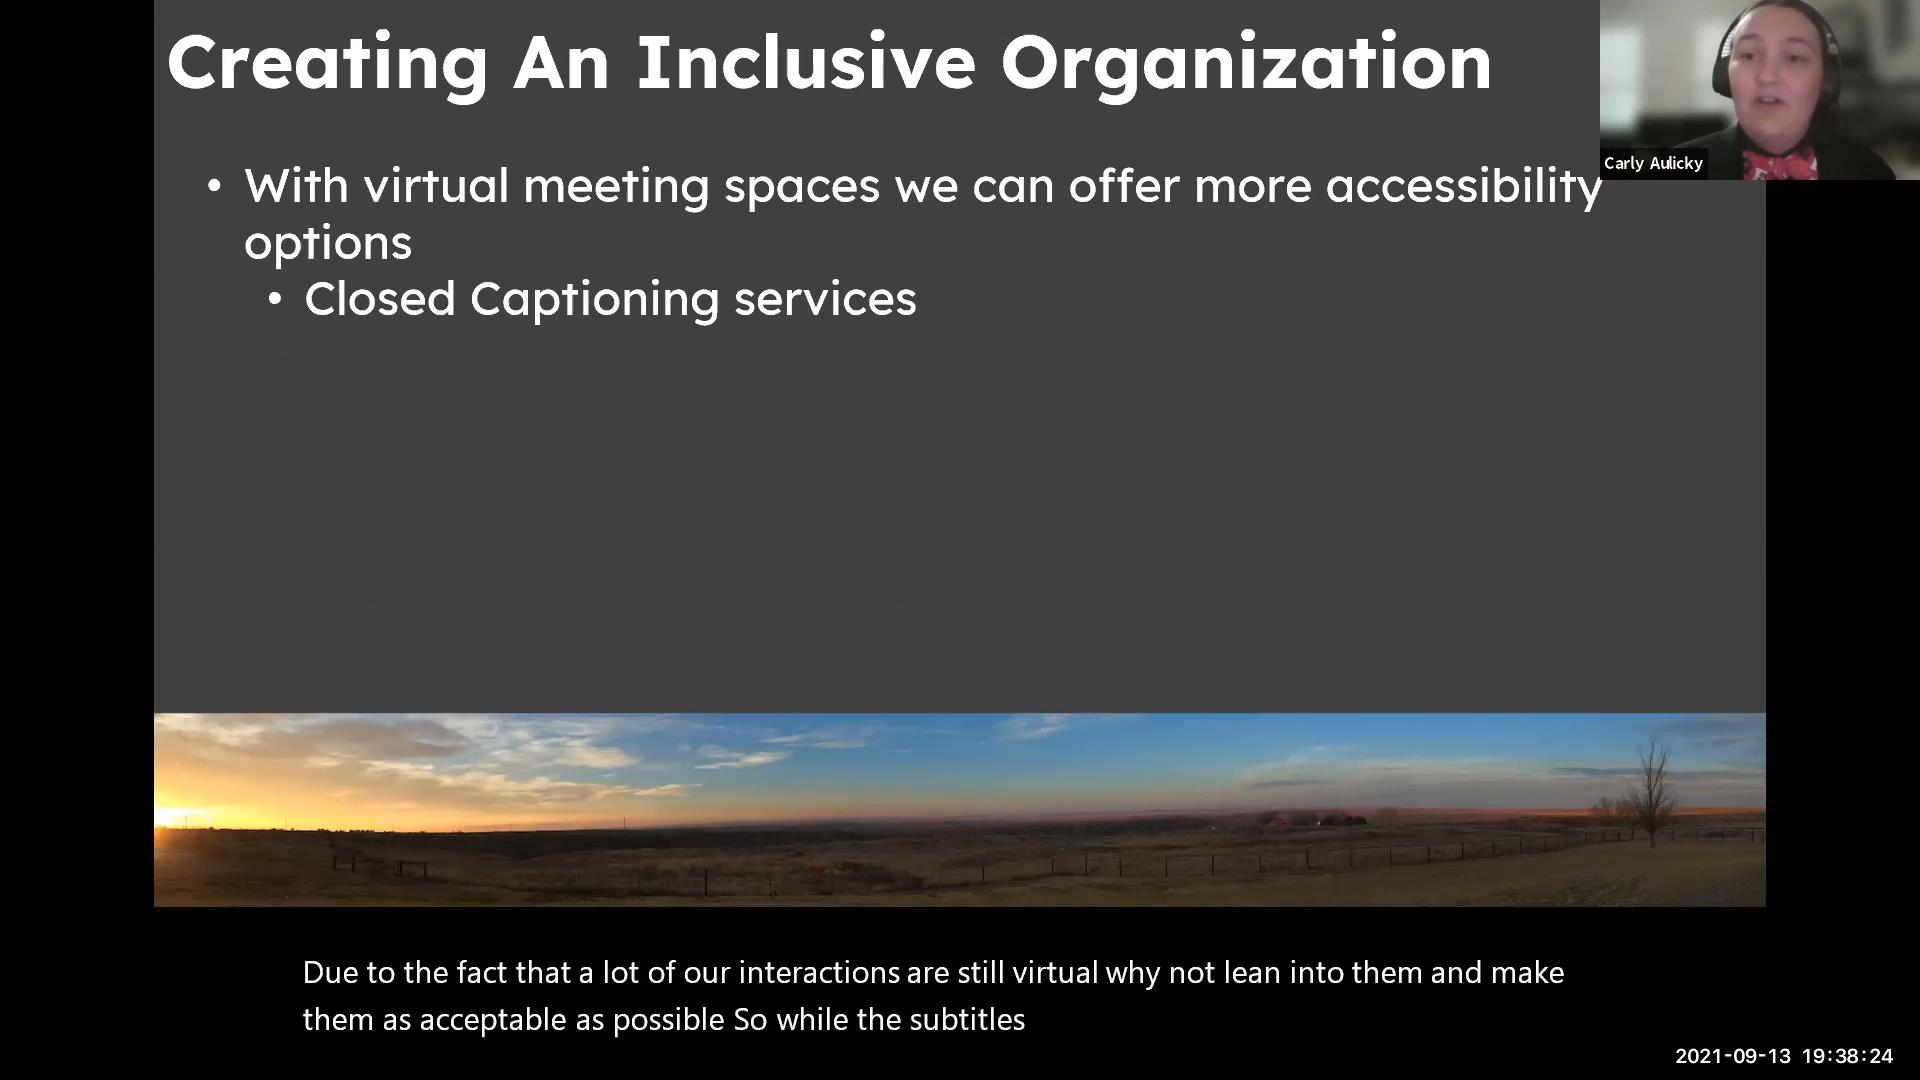 Creating An Inclusive Organization
• With virtual meeting spaces we can offer more accessibility
options
• Closed Captioning services
Carly Aulicky
Due to the fact that a lot of our interactions are still virtual why not lean into them and make
them as acceptable as possible So while the subtitles
2021-09-13 19:38:24